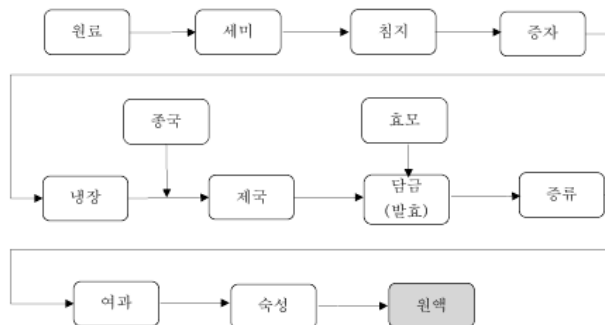 원료
세미
침지
증자
종국
효모
냉장
제국
담금
(발효)
증류
여과
숙성
원액